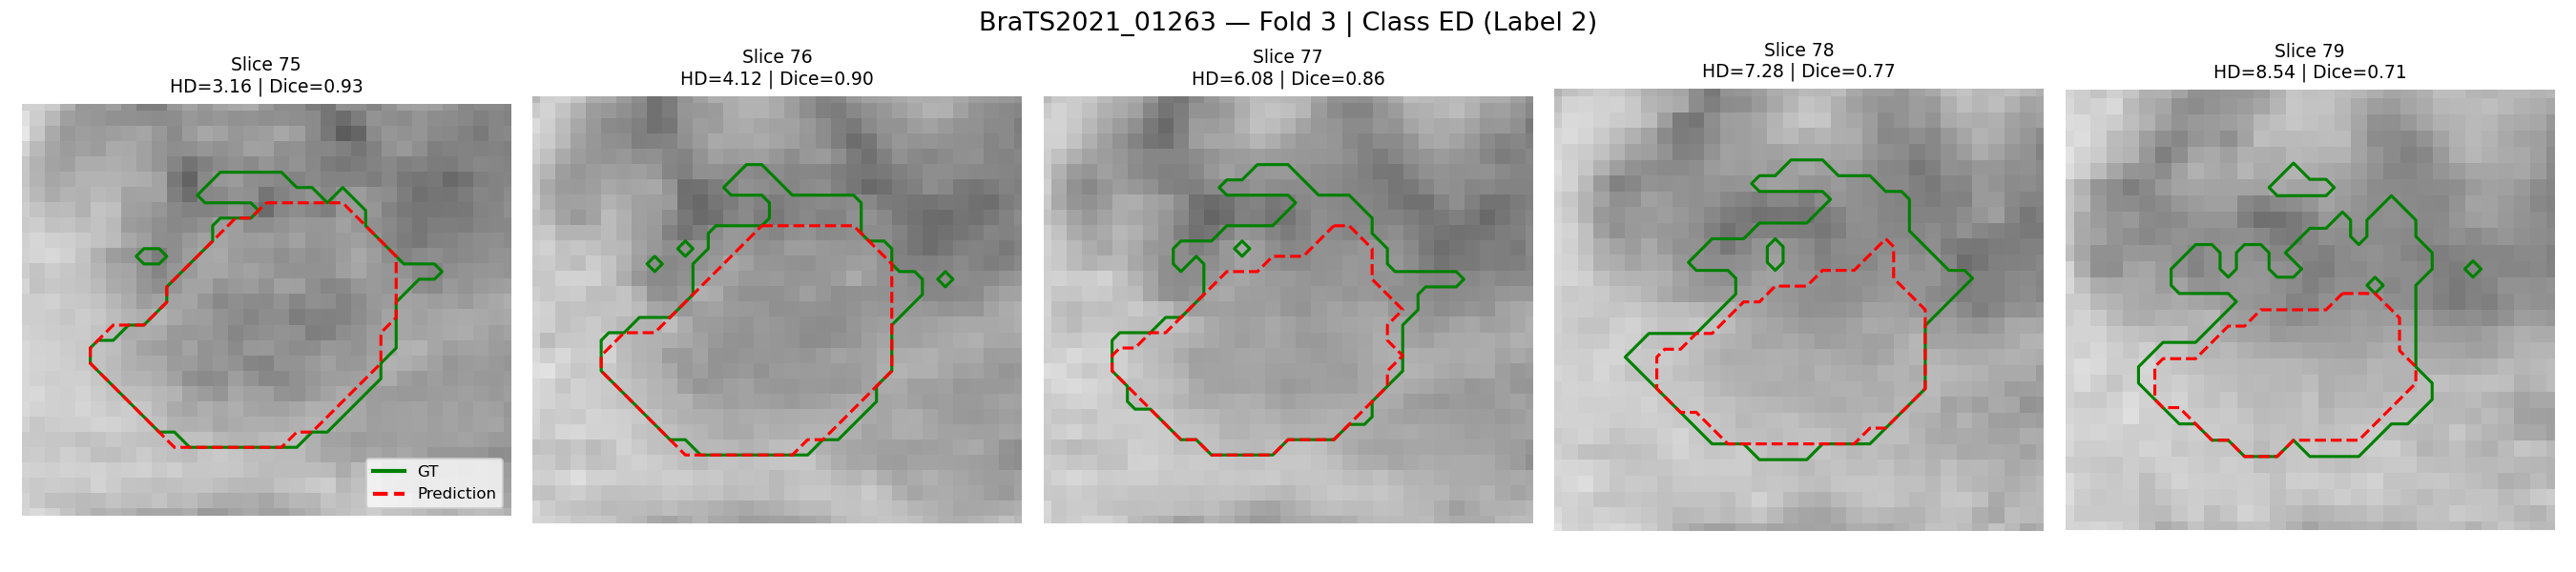 BraTS2021_01263 — Fold 3 | Class ED (Label 2)
Slice 75
HD=3.16 | Dice=0.93
Slice 76
HD=4.12 | Dice=0.90
Slice 77
HD=6.08 | Dice=0.86
Slice 78
HD=7.28 | Dice=0.77
Slice 79
HD=8.54 | Dice=0.71
GT
Prediction